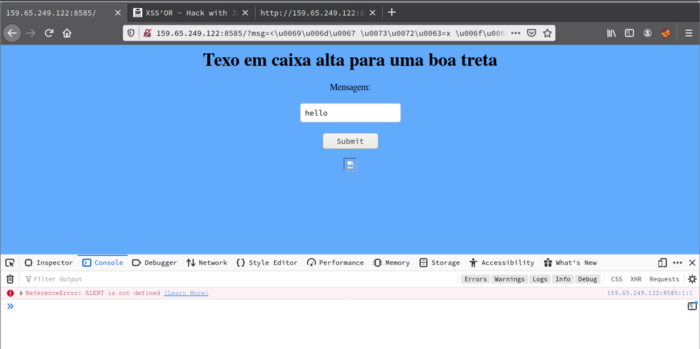 159.65.249.122:8585/
XSS'OR - Hack with J
http://159.65.249.122:8
159.65.249.122:8585/?msg=<\u0069\u006d\u0067 \u0073\u0072\u0063=x \u006f\u00
Texo em caixa alta para uma boa treta
Mensagem:
hello
Submit
Inspector Console Debugger Network Style Editor Performance Memory Storage Accessibility What's New
Filter Output Errors Warnings Logs Info Debug CSS XHR Requests
ReferenceError: ALERT is not defined [Learn More] 159.65.249.122:8585:1:1